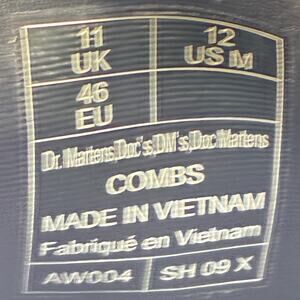 11 UK
12 US M
46 EU
Dr. Martens,Doc's,DM's,Doc Martens
COMBS
MADE IN VIETNAM
Fabriqué en Vietnam
AW004
SH 09 X